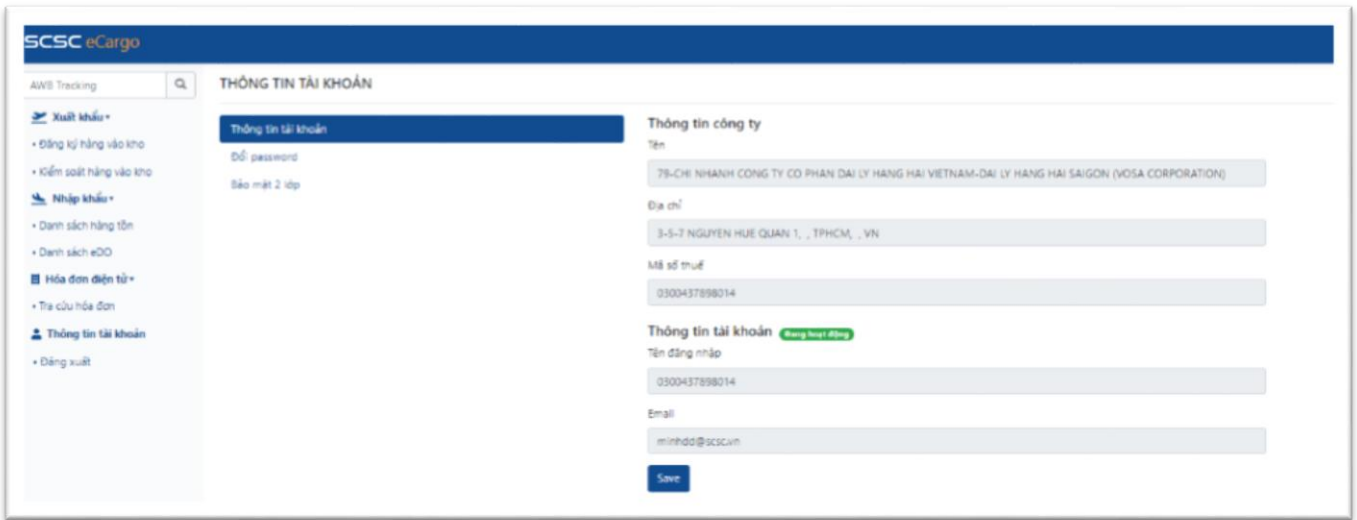 SCSC eCargo
AWB Tracking
THÔNG TIN TÀI KHOẢN
Xuất khẩu
• Đăng ký hàng vào kho
• Kiểm soát hàng vào kho
Nhập khẩu
• Danh sách hàng tồn
• Danh sách eDO
Hóa đơn điện tử
• Tra cứu hóa đơn
Thông tin tài khoản
• Đăng xuất
Thông tin tài khoản
Đổi password
Bảo mật 2 lớp
Thông tin công ty
Tên
79-CHI NHANH CONG TY CO PHAN DAI LY HANG HAI VIETNAM-DAI LY HANG HAI SAIGON (VOSA CORPORATION)
Địa chỉ
3-5-7 NGUYEN HUE QUAN 1, , TPHCM, , VN
Mã số thuế
0300437898014
Thông tin tài khoản Đang hoạt động
Tên đăng nhập
0300437898014
Email
minhdd@scsc.vn
Save